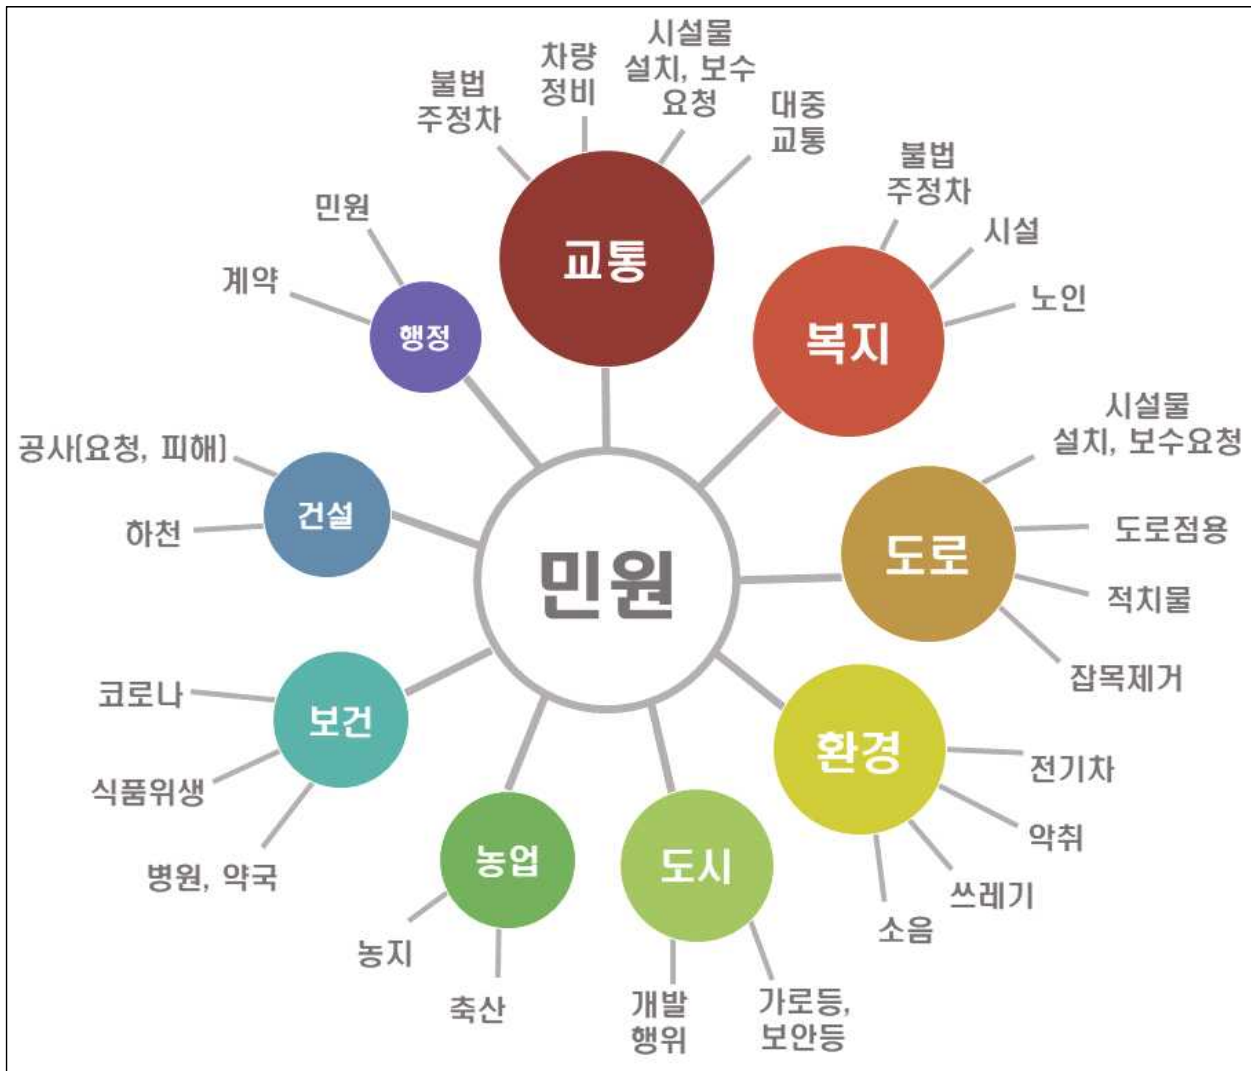 민원
교통
불법
주정차
차량
정비
시설물
설치, 보수
요청
대중
교통
복지
불법
주정차
시설
노인
도로
시설물
설치, 보수요청
도로점용
적치물
잡목제거
환경
전기차
악취
쓰레기
소음
도시
가로등,
보안등
개발
행위
농업
축산
농지
보건
병원, 약국
식품위생
코로나
건설
하천
공사(요청, 피해)
행정
계약
민원